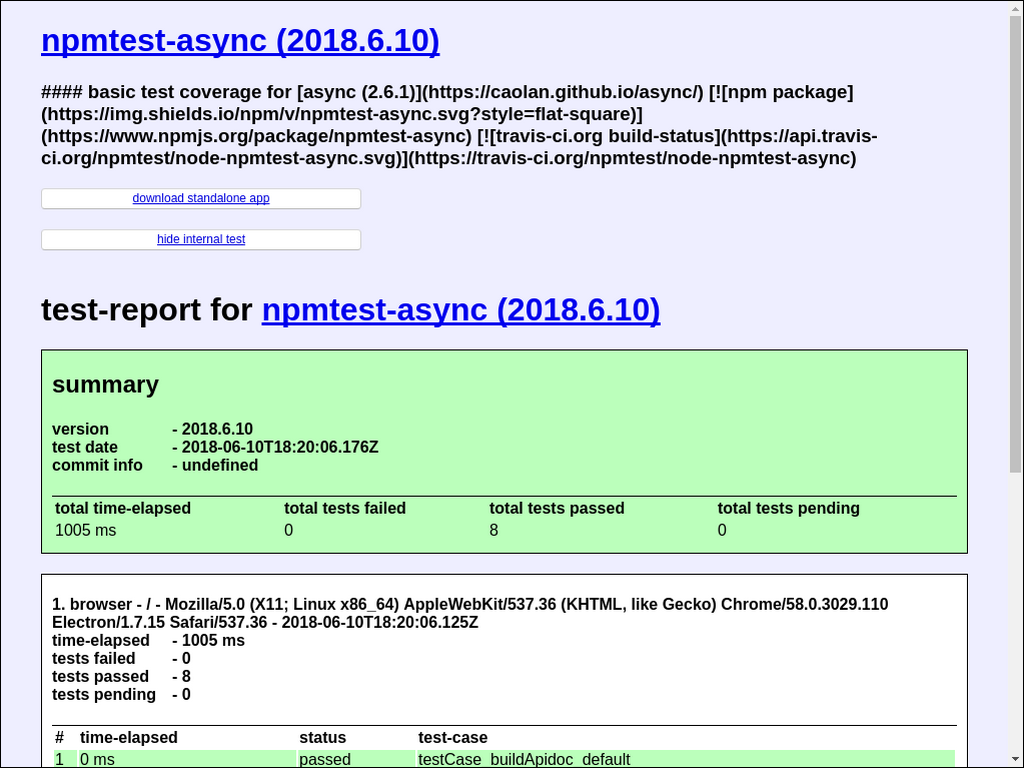 npmtest-async (2018.6.10)
#### basic test coverage for [async (2.6.1)](https://caolan.github.io/async/) [![npm package]
(https://img.shields.io/npm/v/npmtest-async.svg?style=flat-square)]
(https://www.npmjs.org/package/npmtest-async) [![travis-ci.org build-status](https://api.travis-
ci.org/npmtest/node-npmtest-async.svg)](https://travis-ci.org/npmtest/node-npmtest-async)
download standalone app
hide internal test
test-report for npmtest-async (2018.6.10)
summary
version - 2018.6.10
test date - 2018-06-10T18:20:06.176Z
commit info - undefined
total time-elapsed total tests failed total tests passed total tests pending
1005 ms 0 8 0
1. browser - / - Mozilla/5.0 (X11; Linux x86_64) AppleWebKit/537.36 (KHTML, like Gecko) Chrome/58.0.3029.110
Electron/1.7.15 Safari/537.36 - 2018-06-10T18:20:06.125Z
time-elapsed - 1005 ms
tests failed - 0
tests passed - 8
tests pending - 0
# time-elapsed status test-case
1 0 ms passed testCase_buildApidoc_default